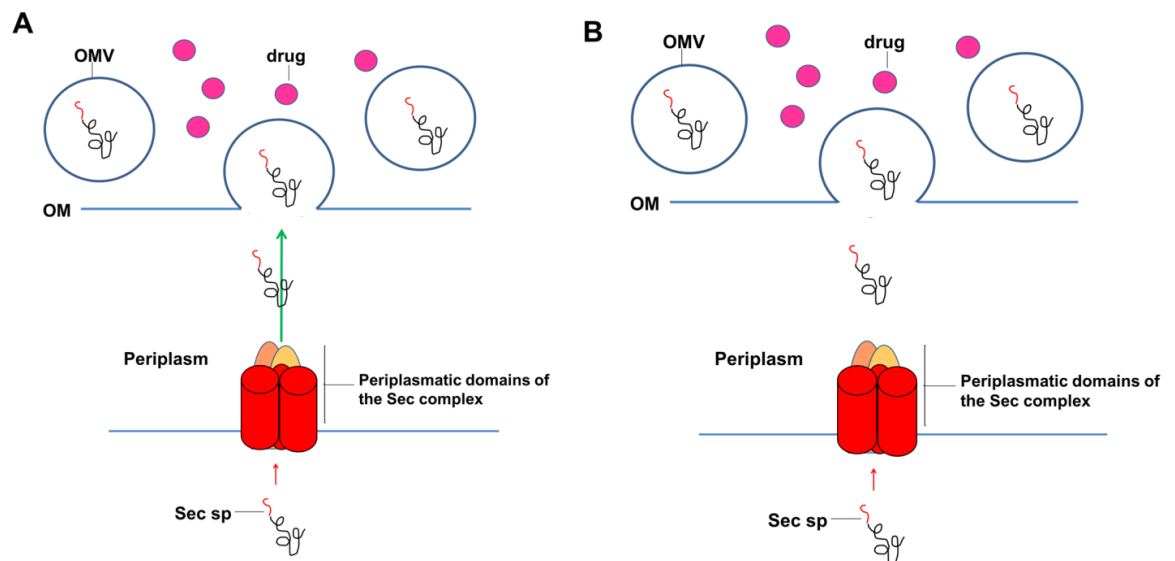 A
OMV
drug
OM
Periplasm
Periplasmatic domains of
the Sec complex
Sec sp
B
OMV
drug
OM
Periplasm
Periplasmatic domains of
the Sec complex
Sec sp